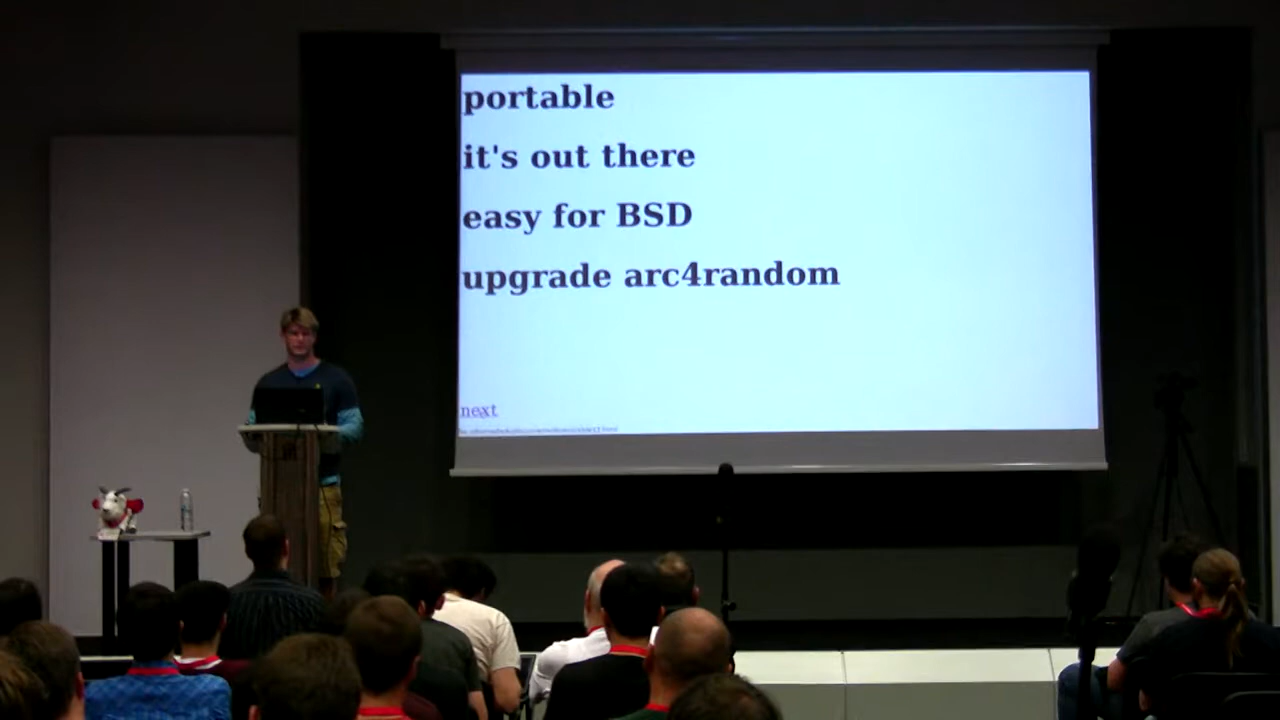 portable
it's out there
easy for BSD
upgrade arc4random
next